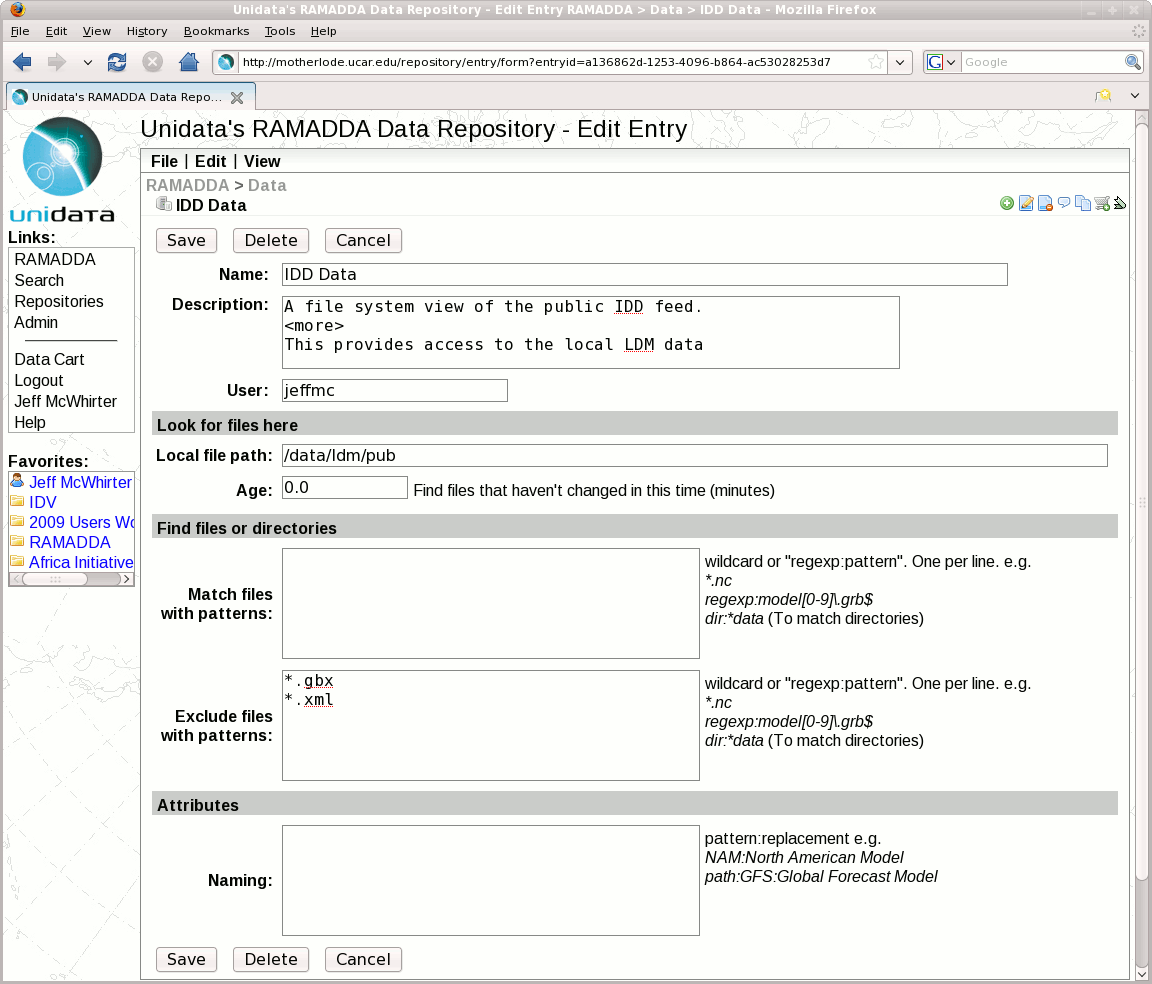 Unidata's RAMADDA Data Repository - Edit Entry RAMADDA > Data > IDD Data - Mozilla Firefox
File Edit View History Bookmarks Tools Help
http://motherlode.ucar.edu/repository/entry/form?entryid=a136862d-1253-4096-b864-ac53028253d7
G Google
Unidata's RAMADDA Data Repo...
Unidata's RAMADDA Data Repository - Edit Entry
unidata
File | Edit | View
RAMADDA > Data
IDD Data
Links:
RAMADDA
Search
Repositories
Admin
Data Cart
Logout
Jeff McWhirter
Help
Favorites:
Jeff McWhirter
IDV
2009 Users Wo
RAMADDA
Africa Initiative
Save Delete Cancel
Name: IDD Data
Description: A file system view of the public IDD feed.
<more>
This provides access to the local LDM data
User: jeffmc
Look for files here
Local file path: /data/ldm/pub
Age: 0.0 Find files that haven't changed in this time (minutes)
Find files or directories
Match files
with patterns:
wildcard or "regexp:pattern". One per line. e.g.
*.nc
regexp:model[0-9]\.grb$
dir:*data (To match directories)
Exclude files
with patterns:
*.gbx
*.xml
wildcard or "regexp:pattern". One per line. e.g.
*.nc
regexp:model[0-9]\.grb$
dir:*data (To match directories)
Attributes
Naming:
pattern:replacement e.g.
NAM:North American Model
path:GFS:Global Forecast Model
Save Delete Cancel